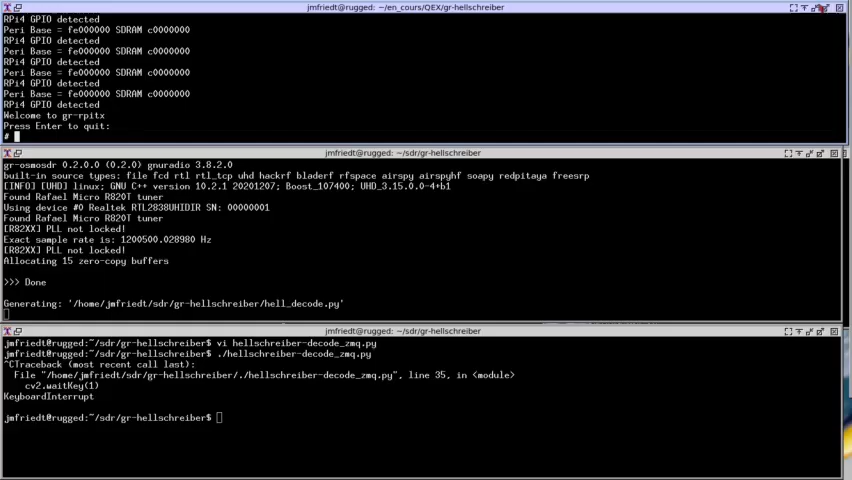 jmfriedt@rugged: ~/en_cours/QEX/gr-hellschreiber
RPi4 GPIO detected
Peri Base = fe000000 SDRAM c0000000
RPi4 GPIO detected
Peri Base = fe000000 SDRAM c0000000
RPi4 GPIO detected
Peri Base = fe000000 SDRAM c0000000
RPi4 GPIO detected
Peri Base = fe000000 SDRAM c0000000
RPi4 GPIO detected
Welcome to gr-rpitx
Press Enter to quit:
#
jmfriedt@rugged: ~/sdr/gr-hellschreiber
gr-osmosdr 0.2.0.0 (0.2.0) gnuradio 3.8.2.0
built-in source types: file fcd rtl rtl_tcp uhd hackrf bladerf rfspace airspy airspyhf soapy redpitaya freesrp
[INFO] [UHD] linux; GNU C++ version 10.2.1 20201207; Boost_107400; UHD_3.15.0.0-4+b1
Found Rafael Micro R820T tuner
Using device #0 Realtek RTL2838UHIDIR SN: 00000001
Found Rafael Micro R820T tuner
[R82XX] PLL not locked!
Exact sample rate is: 1200500.028980 Hz
[R82XX] PLL not locked!
Allocating 15 zero-copy buffers
>>> Done
Generating: '/home/jmfriedt/sdr/gr-hellschreiber/hell_decode.py'
jmfriedt@rugged: ~/sdr/gr-hellschreiber
jmfriedt@rugged:~/sdr/gr-hellschreiber$ vi hellschreiber-decode_zmq.py
jmfriedt@rugged:~/sdr/gr-hellschreiber$ ./hellschreiber-decode_zmq.py
^CTraceback (most recent call last):
File "/home/jmfriedt/sdr/gr-hellschreiber/./hellschreiber-decode_zmq.py", line 35, in <module>
cv2.waitKey(1)
KeyboardInterrupt
jmfriedt@rugged:~/sdr/gr-hellschreiber$